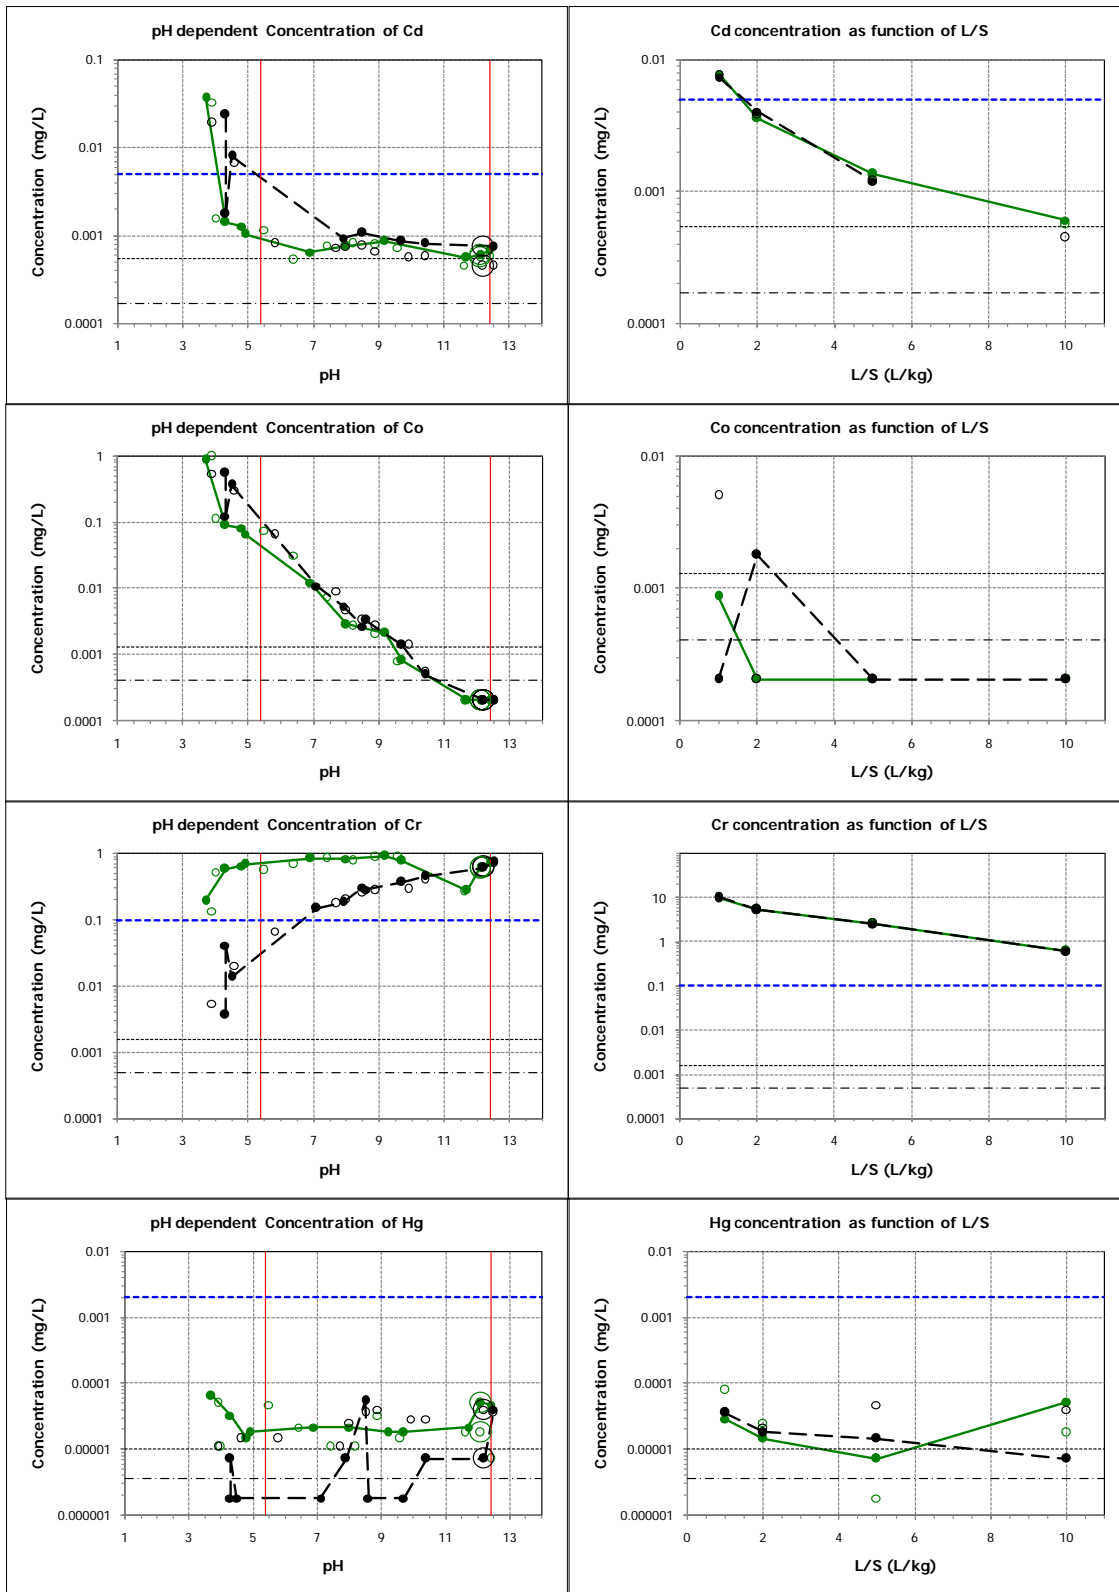 pH dependent Concentration of Cd
Concentration (mg/L)
0.1
0.01
0.001
0.0001
1 3 5 7 9 11 13
pH
Cd concentration as function of L/S
Concentration (mg/L)
0.01
0.001
0.0001
0 2 4 6 8 10
L/S (L/kg)
pH dependent Concentration of Co
Concentration (mg/L)
1
0.1
0.01
0.001
0.0001
1 3 5 7 9 11 13
pH
Co concentration as function of L/S
Concentration (mg/L)
0.01
0.001
0.0001
0 2 4 6 8 10
L/S (L/kg)
pH dependent Concentration of Cr
Concentration (mg/L)
1
0.1
0.01
0.001
0.0001
1 3 5 7 9 11 13
pH
Cr concentration as function of L/S
Concentration (mg/L)
10
1
0.1
0.01
0.001
0.0001
0 2 4 6 8 10
L/S (L/kg)
pH dependent Concentration of Hg
Concentration (mg/L)
0.01
0.001
0.0001
0.00001
0.000001
1 3 5 7 9 11 13
pH
Hg concentration as function of L/S
Concentration (mg/L)
0.01
0.001
0.0001
0.00001
0.000001
0 2 4 6 8 10
L/S (L/kg)